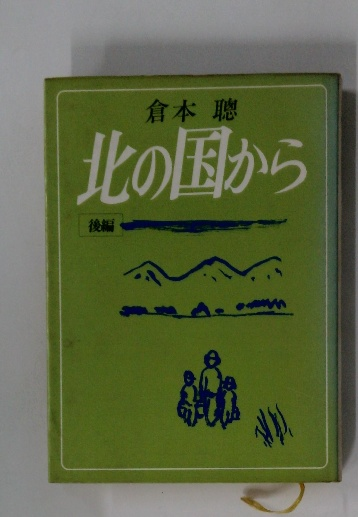 倉本 聰
北の国から
後編